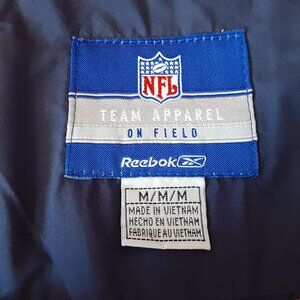 NFL
TEAM APPAREL
ON FIELD
Reebok
M/M/M
MADE IN VIETNAM
HECHO EN VIETNAM
FABRIQUE AU VIETNAM